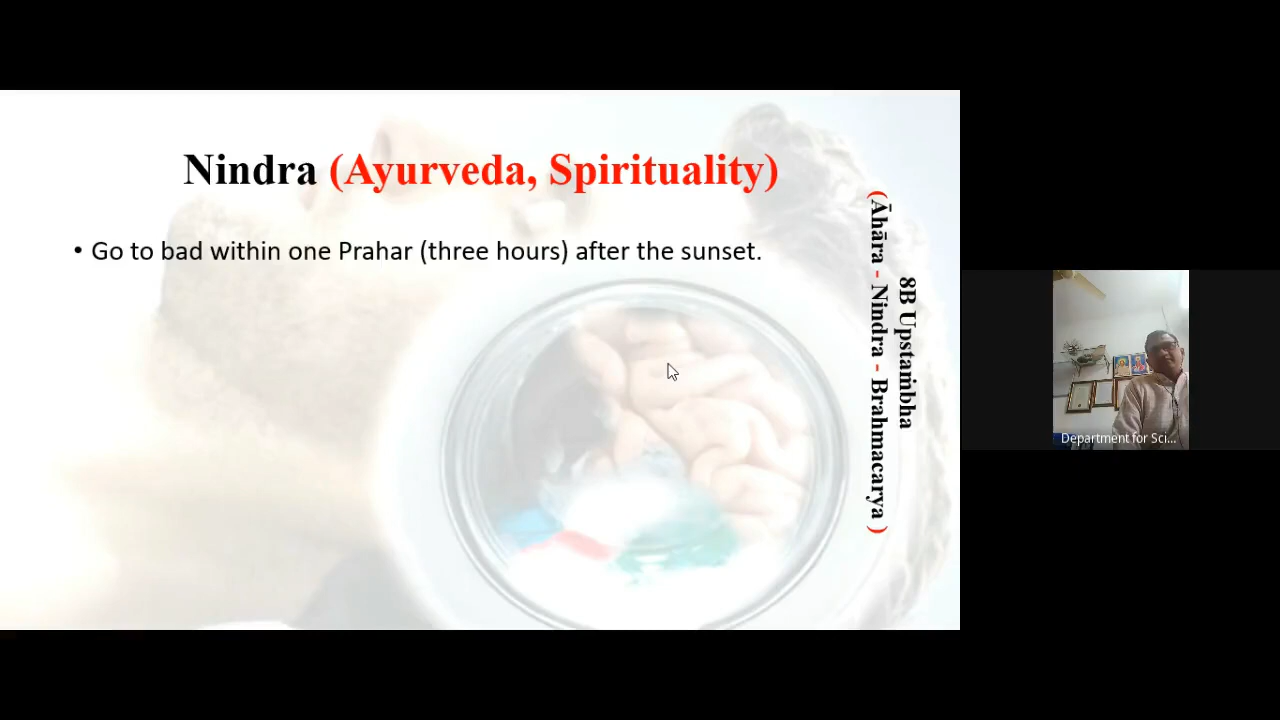 Nindra (Ayurveda, Spirituality)
• Go to bad within one Prahar (three hours) after the sunset.
8B Upstaṁbha
(Āhāra - Nindra - Brahmacarya )
Department for Sci...